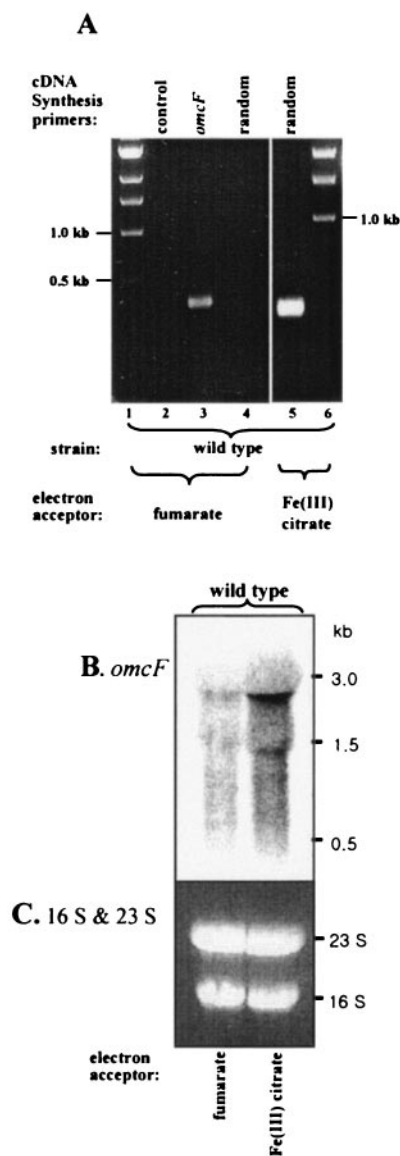 A
cDNA
Synthesis
primers:
control
omcF
random
random
1.0 kb
1.0 kb
0.5 kb
1 2 3 4 5 6
strain: wild type
electron
acceptor:
fumarate
Fe(III)
citrate
wild type
kb
B. omcF
3.0
1.5
0.5
C. 16 S & 23 S
23 S
16 S
electron
acceptor:
fumarate
Fe(III) citrate